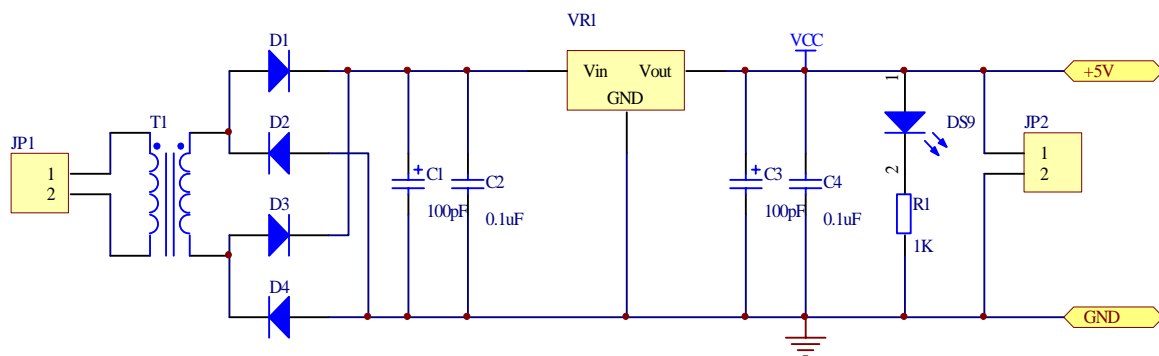 VR1
D1
VCC
Vin Vout
GND
+5V
1
T1
D2
DS9
JP1
JP2
1
2
1
2
2
C1
C2
C3
C4
100pF
0.1uF
100pF
0.1uF
D3
R1
1K
D4
GND